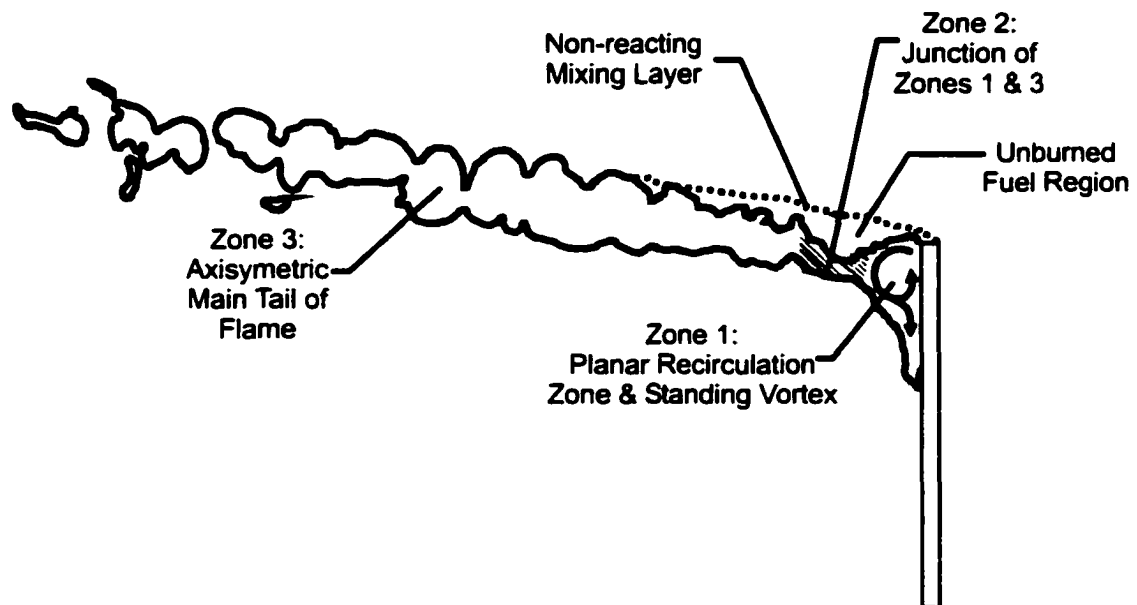 Non-reacting
Mixing Layer
Zone 2:
Junction of
Zones 1 & 3
Unburned
Fuel Region
Zone 3:
Axisymetric
Main Tail of
Flame
Zone 1:
Planar Recirculation
Zone & Standing Vortex